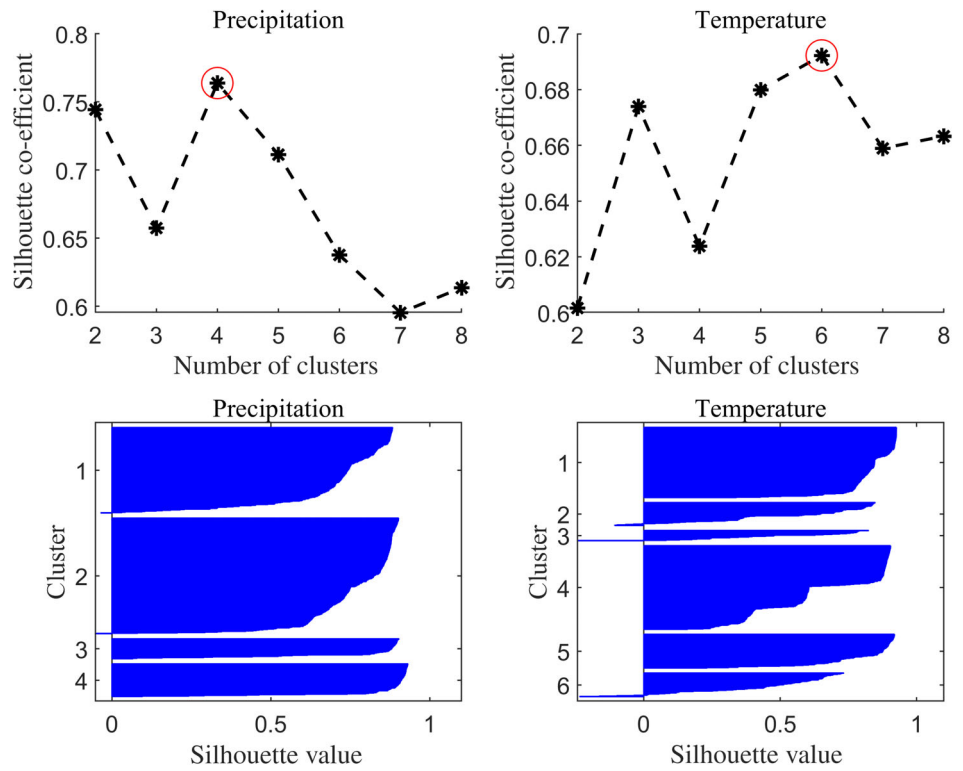 Precipitation
0.8
0.75
0.7
0.65
0.6
2 3 4 5 6 7 8
Silhouette co-efficient
Number of clusters
Temperature
0.7
0.68
0.66
0.64
0.62
0.6
2 3 4 5 6 7 8
Silhouette co-efficient
Number of clusters
Precipitation
1
2
3
4
0 0.5 1
Cluster
Silhouette value
Temperature
1
2
3
4
5
6
0 0.5 1
Cluster
Silhouette value